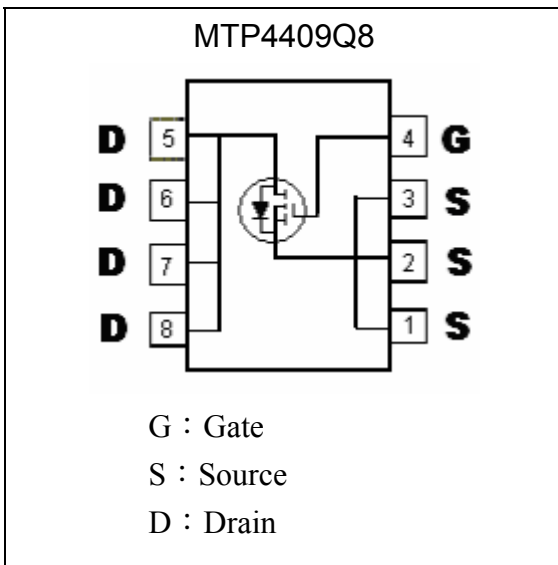 MTP4409Q8
D 5 4 G
D 6 3 S
D 7 2 S
D 8 1 S
G：Gate
S：Source
D：Drain